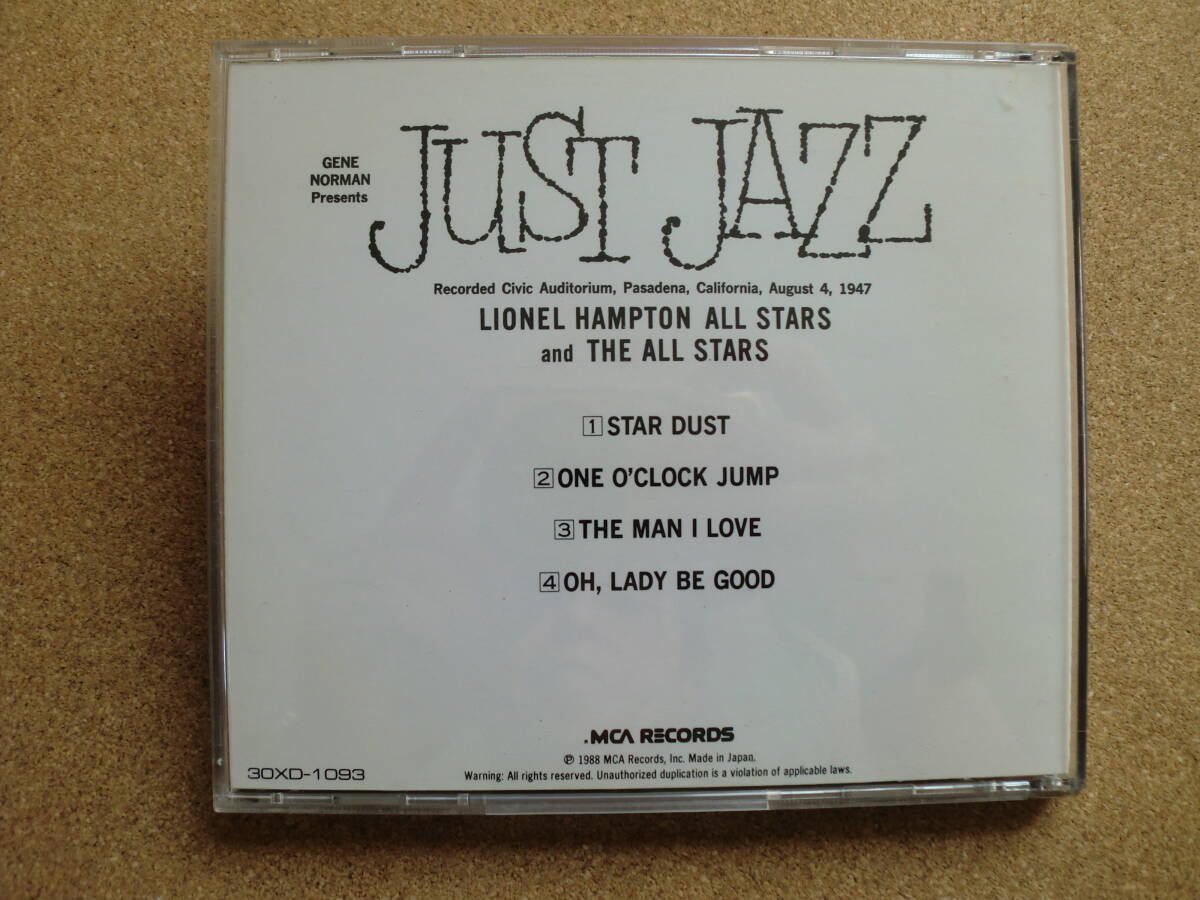 GENE
NORMAN
Presents
JUST JAZZ
Recorded Civic Auditorium, Pasadena, California, August 4, 1947
LIONEL HAMPTON ALL STARS
and THE ALL STARS
1 STAR DUST
2 ONE O'CLOCK JUMP
3 THE MAN I LOVE
4 OH, LADY BE GOOD
.MCA RECORDS
℗ 1988 MCA Records, Inc. Made in Japan.
30XD-1093
Warning: All rights reserved. Unauthorized duplication is a violation of applicable laws.